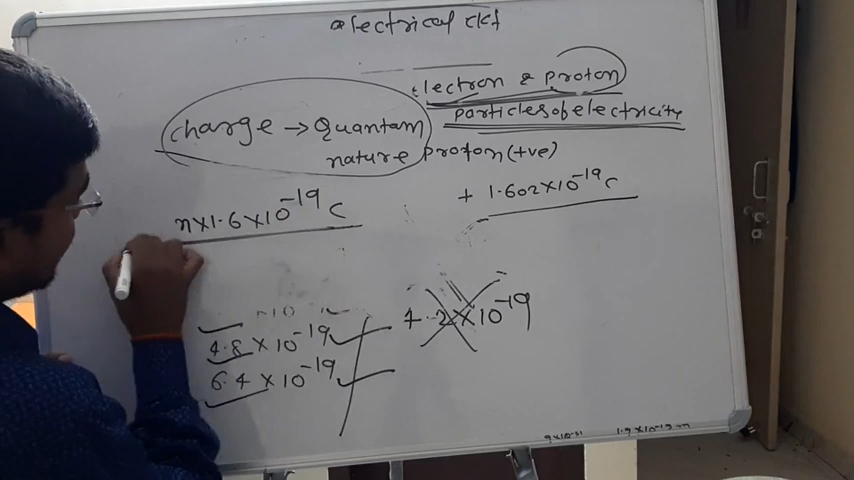 electrical ckt
Electron & proton
particles of electricity
charge → Quantam
nature
proton (+ve)
+ 1.602×10⁻¹⁹ c
n×1.6×10⁻¹⁹ c
4.8×10⁻¹⁹
6.4×10⁻¹⁹
4.2×10⁻¹⁹